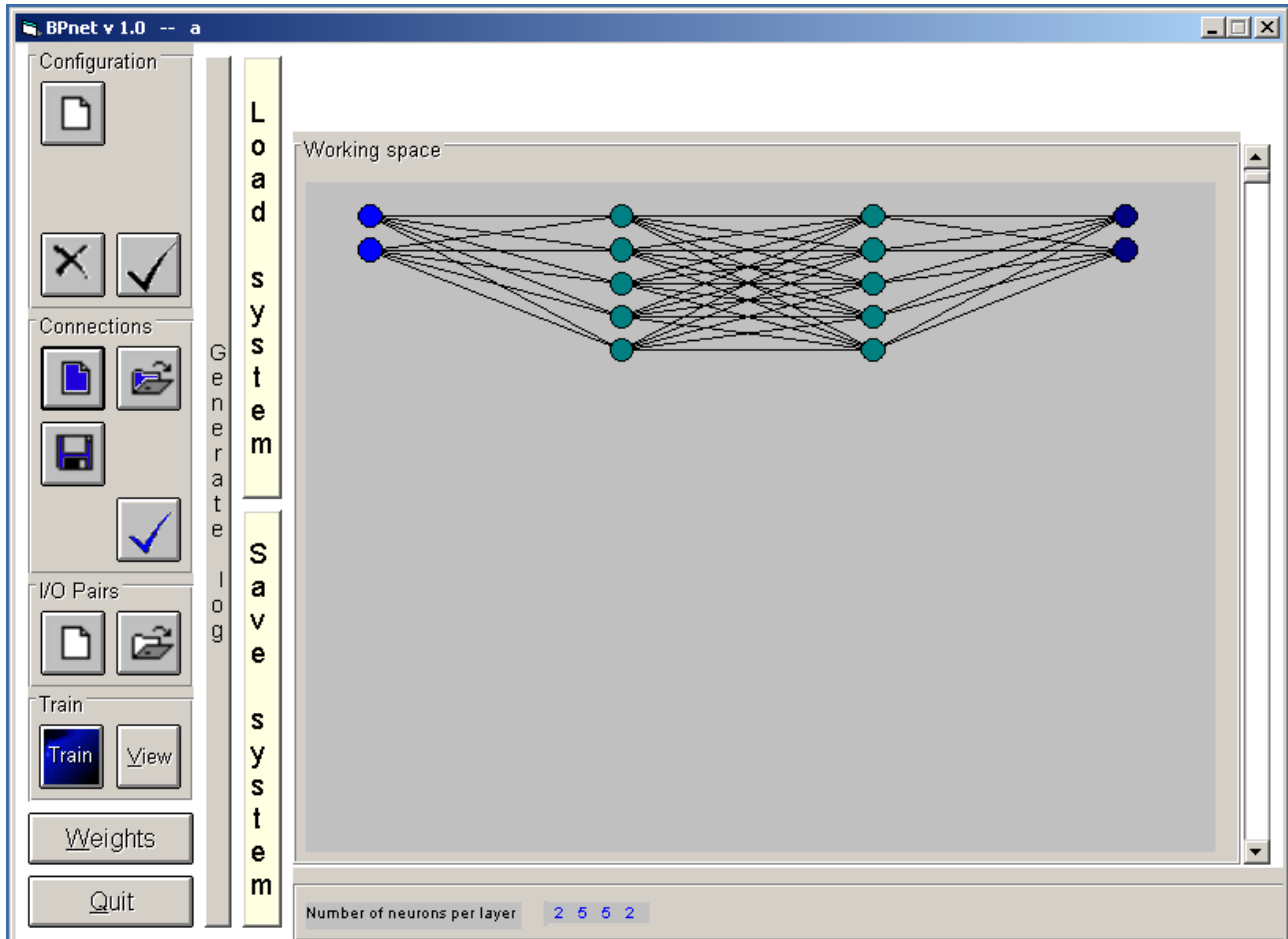 BPnet v 1.0 -- a
Configuration
Connections
I/O Pairs
Train
Train
View
Weights
Quit
Generate log
Load system
Save system
Working space
Number of neurons per layer 2 5 5 2